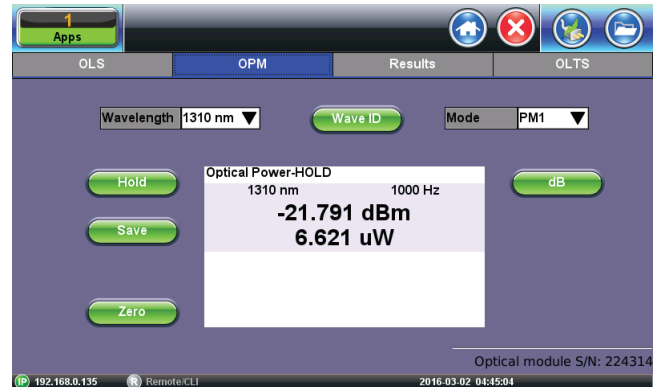 1
Apps
OLS OPM Results OLTS
Wavelength 1310 nm Wave ID Mode PM1
Hold
Save
Zero
Optical Power-HOLD
1310 nm 1000 Hz
-21.791 dBm
6.621 uW
dB
Optical module S/N: 224314
IP 192.168.0.135 R Remote/CLI 2016-03-02 04:45:04